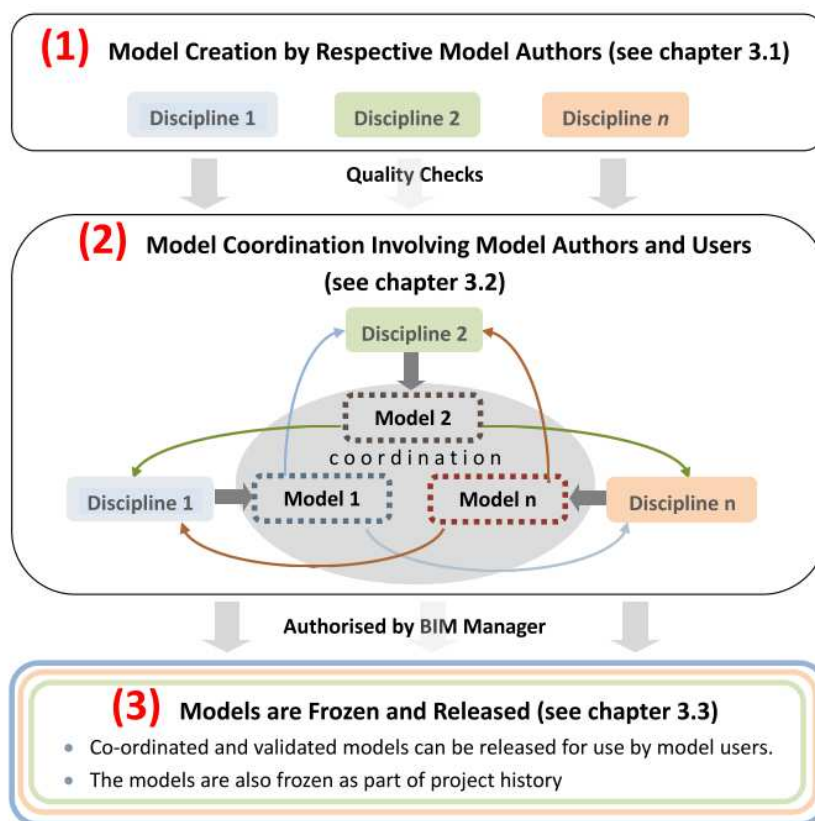 (1) Model Creation by Respective Model Authors (see chapter 3.1)
Discipline 1 Discipline 2 Discipline n
Quality Checks
(2) Model Coordination Involving Model Authors and Users
(see chapter 3.2)
Discipline 2
Model 2
coordination
Discipline 1 Model 1 Model n Discipline n
Authorised by BIM Manager
(3) Models are Frozen and Released (see chapter 3.3)
• Co-ordinated and validated models can be released for use by model users.
• The models are also frozen as part of project history